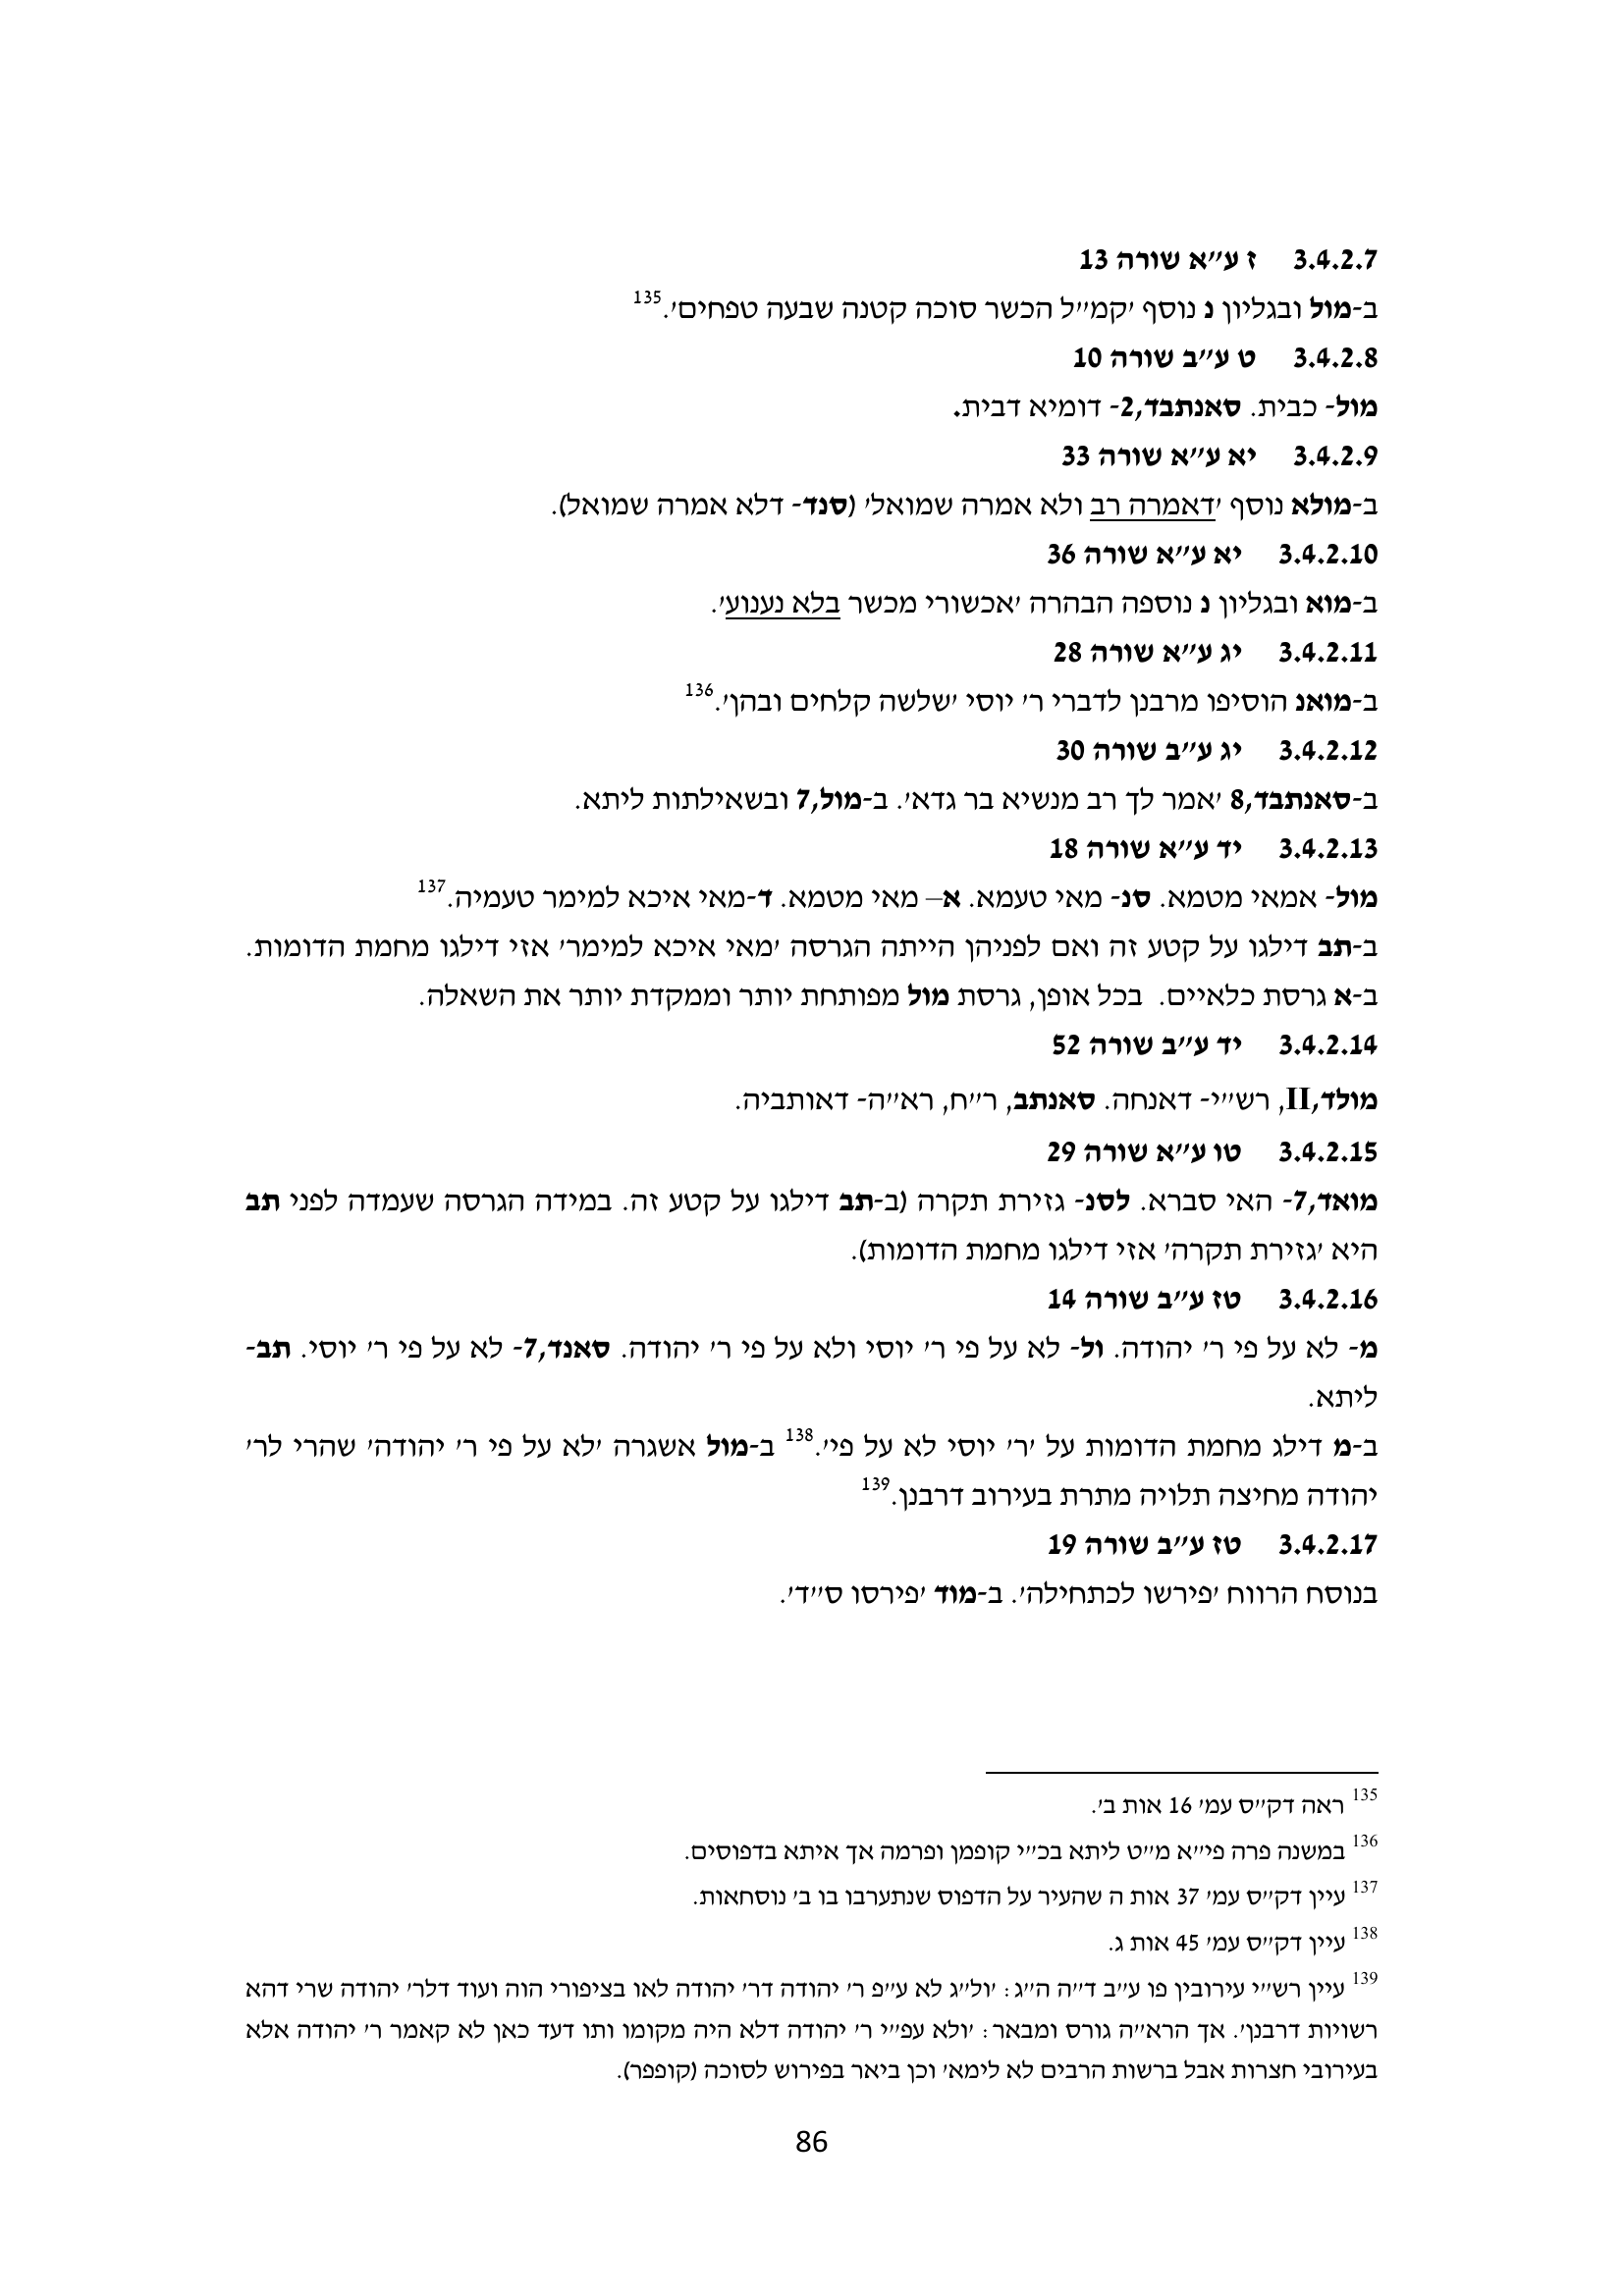 3.4.2.7 ז ע״א שורה 13
ב-מול ובגליון נ נוסף ׳קמ״ל הכשר סוכה קטנה שבעה טפחים׳.135
3.4.2.8 ט ע״ב שורה 10
מול- כבית. סאנתבד,2- דומיא דבית.
3.4.2.9 יא ע״א שורה 33
ב-מולא נוסף ׳דאמרה רב ולא אמרה שמואל׳ (סנד- דלא אמרה שמואל).
3.4.2.10 יא ע״א שורה 36
ב-מוא ובגליון נ נוספה הבהרה ׳אכשורי מכשר בלא נענוע׳.
3.4.2.11 יג ע״א שורה 28
ב-מואנ הוסיפו מרבנן לדברי ר׳ יוסי ׳שלשה קלחים ובהן׳.136
3.4.2.12 יג ע״ב שורה 30
ב-סאנתבד,8 ׳אמר לך רב מנשיא בר גדא׳. ב-מול,7 ובשאילתות ליתא.
3.4.2.13 יד ע״א שורה 18
מול- אמאי מטמא. סנ- מאי טעמא. א– מאי מטמא. ד-מאי איכא למימר טעמיה.137
ב-תב דילגו על קטע זה ואם לפניהן הייתה הגרסה ׳מאי איכא למימר׳ אזי דילגו מחמת הדומות.
ב-א גרסת כלאיים. בכל אופן, גרסת מול מפותחת יותר וממקדת יותר את השאלה.
3.4.2.14 יד ע״ב שורה 52
מולד,II, רש״י- דאנחה. סאנתב, ר״ח, רא״ה- דאותביה.
3.4.2.15 טו ע״א שורה 29
מואד,7- האי סברא. לסנ- גזירת תקרה (ב-תב דילגו על קטע זה. במידה הגרסה שעמדה לפני תב
היא ׳גזירת תקרה׳ אזי דילגו מחמת הדומות).
3.4.2.16 טז ע״ב שורה 14
מ- לא על פי ר׳ יהודה. ול- לא על פי ר׳ יוסי ולא על פי ר׳ יהודה. סאנד,7- לא על פי ר׳ יוסי. תב-
ליתא.
ב-מ דילג מחמת הדומות על ׳ר׳ יוסי לא על פי׳.138 ב-מול אשגרה ׳לא על פי ר׳ יהודה׳ שהרי לר׳
יהודה מחיצה תלויה מתרת בעירוב דרבנן.139
3.4.2.17 טז ע״ב שורה 19
בנוסח הרווח ׳פירשו לכתחילה׳. ב-מוד ׳פירסו ס״ד׳.
135 ראה דק״ס עמ׳ 16 אות ב׳.
136 במשנה פרה פי״א מ״ט ליתא בכ״י קופמן ופרמה אך איתא בדפוסים.
137 עיין דק״ס עמ׳ 37 אות ה שהעיר על הדפוס שנתערבו בו ב׳ נוסחאות.
138 עיין דק״ס עמ׳ 45 אות ג.
139 עיין רש״י עירובין פו ע״ב ד״ה ה״ג: ׳ול״ג לא ע״פ ר׳ יהודה דר׳ יהודה לאו בציפורי הוה ועוד דלר׳ יהודה שרי דהא
רשויות דרבנן׳. אך הרא״ה גורס ומבאר: ׳ולא עפ״י ר׳ יהודה דלא היה מקומו ותו דעד כאן לא קאמר ר׳ יהודה אלא
בעירובי חצרות אבל ברשות הרבים לא לימא׳ וכן ביאר בפירוש לסוכה (קופפר).
86